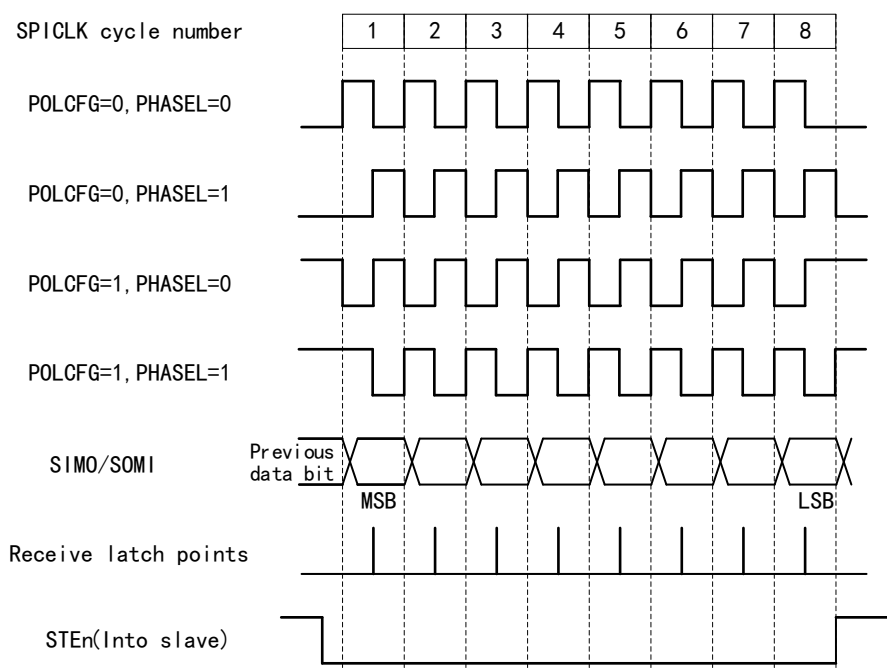 SPICLK cycle number 1 2 3 4 5 6 7 8
POLCFG=0, PHASEL=0
POLCFG=0, PHASEL=1
POLCFG=1, PHASEL=0
POLCFG=1, PHASEL=1
SIMO/SOMI
Previous
data bit
MSB
LSB
Receive latch points
STEn(Into slave)